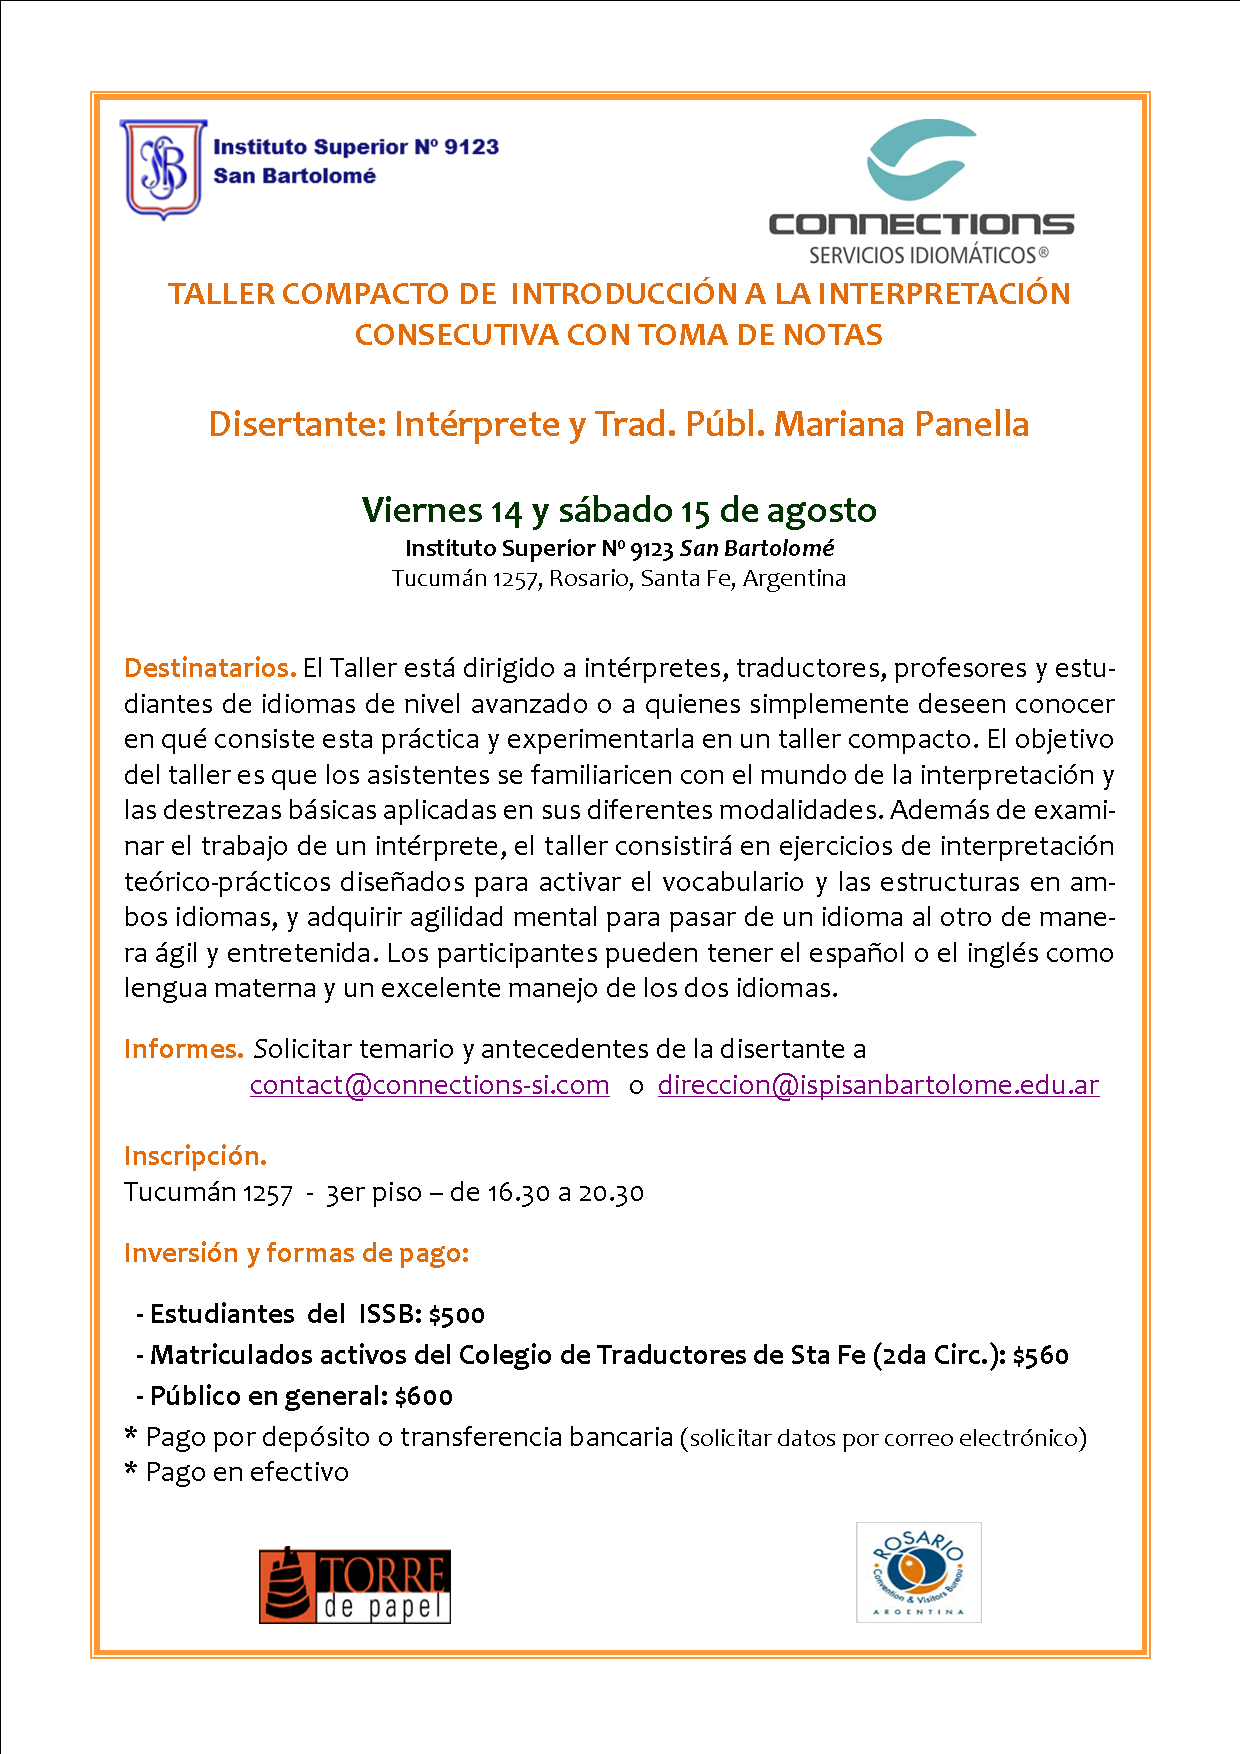 Instituto Superior Nº 9123
San Bartolomé
CONNECTIONS
SERVICIOS IDIOMÁTICOS®
TALLER COMPACTO DE INTRODUCCIÓN A LA INTERPRETACIÓN
CONSECUTIVA CON TOMA DE NOTAS
Disertante: Intérprete y Trad. Públ. Mariana Panella
Viernes 14 y sábado 15 de agosto
Instituto Superior Nº 9123 San Bartolomé
Tucumán 1257, Rosario, Santa Fe, Argentina
Destinatarios. El Taller está dirigido a intérpretes, traductores, profesores y estu-
diantes de idiomas de nivel avanzado o a quienes simplemente deseen conocer
en qué consiste esta práctica y experimentarla en un taller compacto. El objetivo
del taller es que los asistentes se familiaricen con el mundo de la interpretación y
las destrezas básicas aplicadas en sus diferentes modalidades. Además de exami-
nar el trabajo de un intérprete, el taller consistirá en ejercicios de interpretación
teórico-prácticos diseñados para activar el vocabulario y las estructuras en am-
bos idiomas, y adquirir agilidad mental para pasar de un idioma al otro de mane-
ra ágil y entretenida. Los participantes pueden tener el español o el inglés como
lengua materna y un excelente manejo de los dos idiomas.
Informes. Solicitar temario y antecedentes de la disertante a
contact@connections-si.com o direccion@ispisanbartolome.edu.ar
Inscripción.
Tucumán 1257 - 3er piso – de 16.30 a 20.30
Inversión y formas de pago:
- Estudiantes del ISSB: $500
- Matriculados activos del Colegio de Traductores de Sta Fe (2da Circ.): $560
- Público en general: $600
* Pago por depósito o transferencia bancaria (solicitar datos por correo electrónico)
* Pago en efectivo
TORRE
de papel
ROSARIO
Convention & Visitors Bureau
ARGENTINA